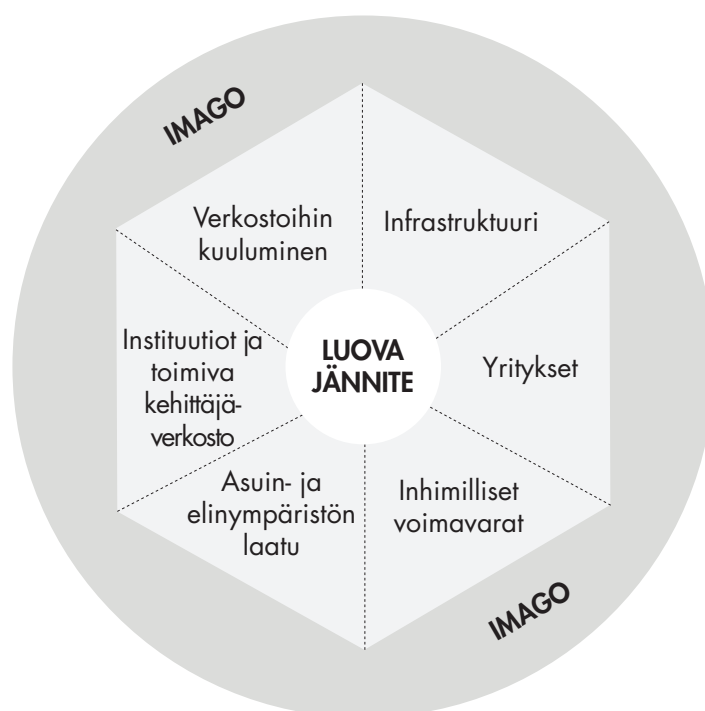 IMAGO
Verkostoihin
kuuluminen
Infrastruktuuri
Instituutiot ja
toimiva
kehittäjä-
verkosto
LUOVA
JÄNNITE
Yritykset
Asuin- ja
elinympäristön
laatu
Inhimilliset
voimavarat
IMAGO